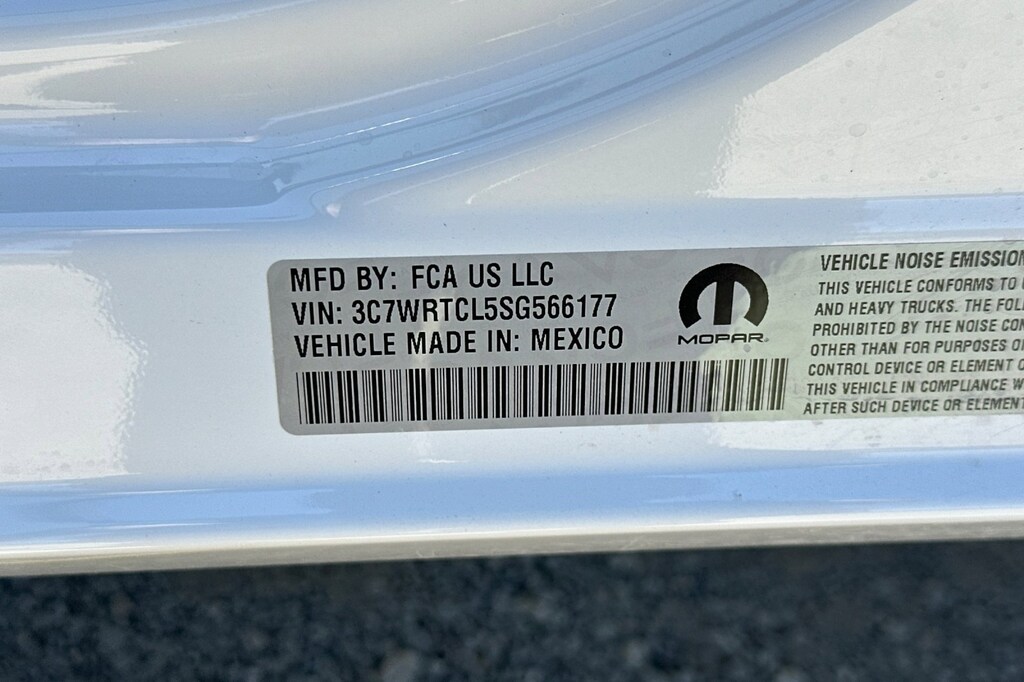 MFD BY: FCA US LLC
VIN: 3C7WRTCL5SG566177
VEHICLE MADE IN: MEXICO
MOPAR
VEHICLE NOISE EMISSION
THIS VEHICLE CONFORMS TO
AND HEAVY TRUCKS. THE FOLL
PROHIBITED BY THE NOISE CON
OTHER THAN FOR PURPOSES O
CONTROL DEVICE OR ELEMENT
THIS VEHICLE IN COMPLIANCE W
AFTER SUCH DEVICE OR ELEMENT